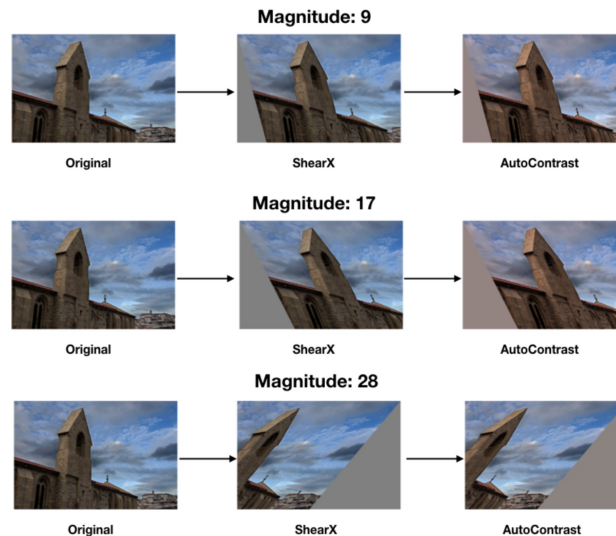 Magnitude: 9
Original
ShearX
AutoContrast
Magnitude: 17
Original
ShearX
AutoContrast
Magnitude: 28
Original
ShearX
AutoContrast